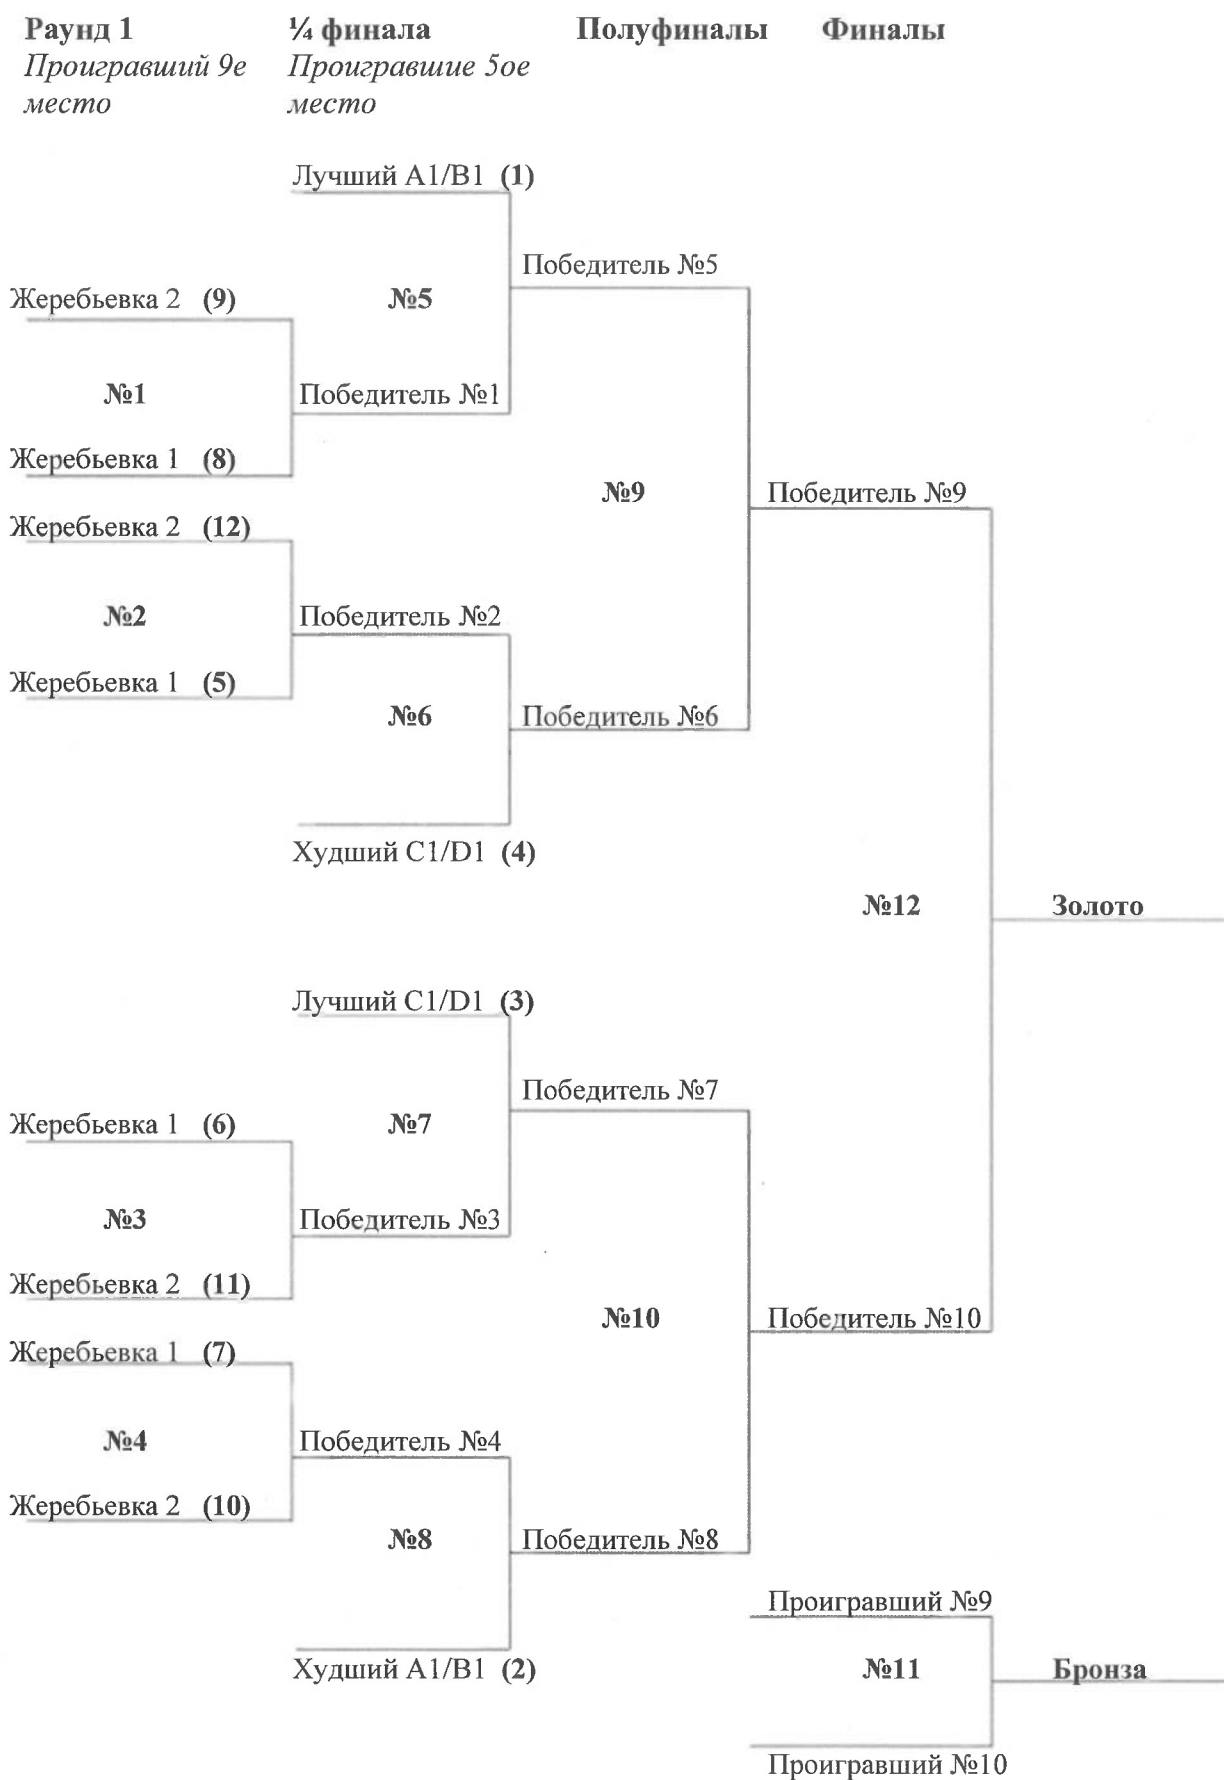 Раунд 1
Проигравший 9е
место
¼ финала
Проигравшие 5ое
место
Полуфиналы
Финалы
Лучший A1/B1 (1)
Победитель №5
Жеребьевка 2 (9)
№5
№1
Победитель №1
Жеребьевка 1 (8)
№9
Победитель №9
Жеребьевка 2 (12)
№2
Победитель №2
Жеребьевка 1 (5)
№6
Победитель №6
Худший C1/D1 (4)
№12
Золото
Лучший C1/D1 (3)
Победитель №7
Жеребьевка 1 (6)
№7
№3
Победитель №3
Жеребьевка 2 (11)
№10
Победитель №10
Жеребьевка 1 (7)
№4
Победитель №4
Жеребьевка 2 (10)
№8
Победитель №8
Проигравший №9
Худший A1/B1 (2)
№11
Бронза
Проигравший №10